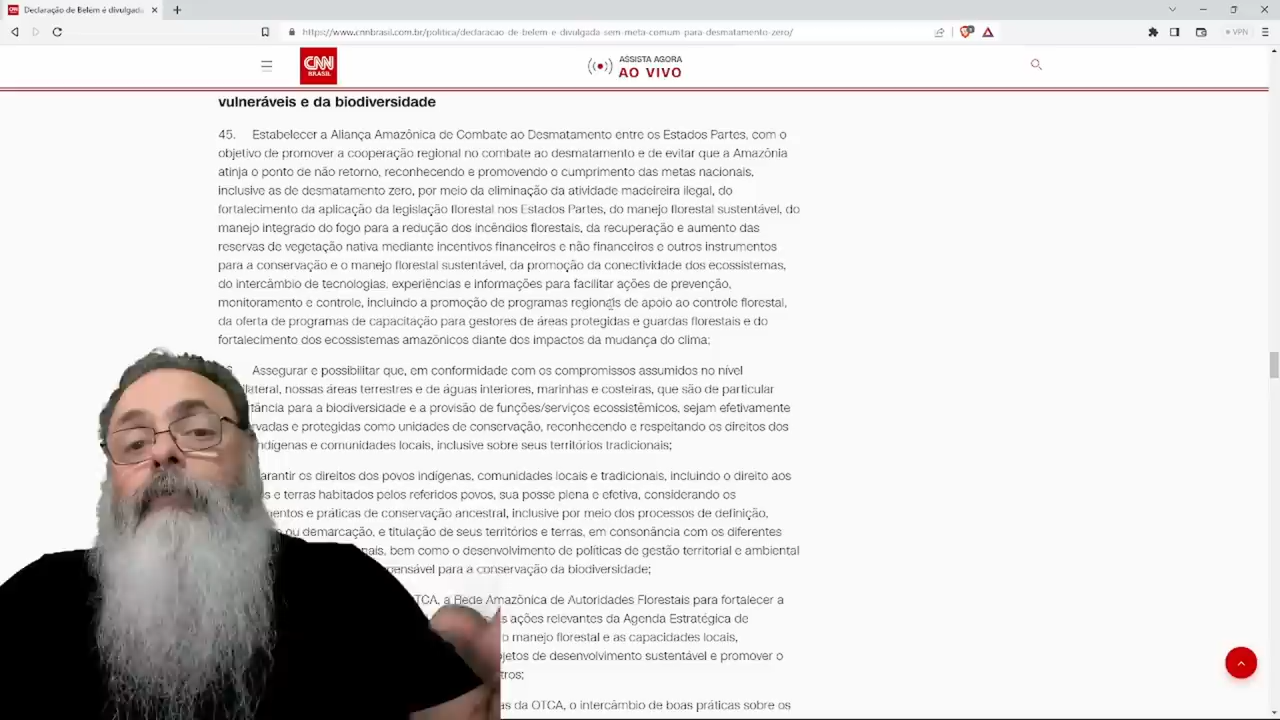 Declaração de Belém é divulgada
https://www.cnnbrasil.com.br/politica/declaracao-de-belem-e-divulgada-sem-meta-comum-para-desmatamento-zero/
VPN
CNN
BRASIL
ASSISTA AGORA
AO VIVO
vulneráveis e da biodiversidade
45. Estabelecer a Aliança Amazônica de Combate ao Desmatamento entre os Estados Partes, com o
objetivo de promover a cooperação regional no combate ao desmatamento e de evitar que a Amazônia
atinja o ponto de não retorno, reconhecendo e promovendo o cumprimento das metas nacionais,
inclusive as de desmatamento zero, por meio da eliminação da atividade madeireira ilegal, do
fortalecimento da aplicação da legislação florestal nos Estados Partes, do manejo florestal sustentável, do
manejo integrado do fogo para a redução dos incêndios florestais, da recuperação e aumento das
reservas de vegetação nativa mediante incentivos financeiros e não financeiros e outros instrumentos
para a conservação e o manejo florestal sustentável, da promoção da conectividade dos ecossistemas,
do intercâmbio de tecnologias, experiências e informações para facilitar ações de prevenção,
monitoramento e controle, incluindo a promoção de programas regionais de apoio ao controle florestal,
da oferta de programas de capacitação para gestores de áreas protegidas e guardas florestais e do
fortalecimento dos ecossistemas amazônicos diante dos impactos da mudança do clima;
Assegurar e possibilitar que, em conformidade com os compromissos assumidos no nível
nossas áreas terrestres e de águas interiores, marinhas e costeiras, que são de particular
para a biodiversidade e a provisão de funções/serviços ecossistêmicos, sejam efetivamente
e protegidas como unidades de conservação, reconhecendo e respeitando os direitos dos
indígenas e comunidades locais, inclusive sobre seus territórios tradicionais;
os direitos dos povos indígenas, comunidades locais e tradicionais, incluindo o direito aos
e terras habitados pelos referidos povos, sua posse plena e efetiva, considerando os
e práticas de conservação ancestral, inclusive por meio dos processos de definição,
ou demarcação, e titulação de seus territórios e terras, em consonância com os diferentes
bem como o desenvolvimento de políticas de gestão territorial e ambiental
para a conservação da biodiversidade;
a Rede Amazônica de Autoridades Florestais para fortalecer a
ações relevantes da Agenda Estratégica de
o manejo florestal e as capacidades locais,
de desenvolvimento sustentável e promover o
da OTCA, o intercâmbio de boas práticas sobre os